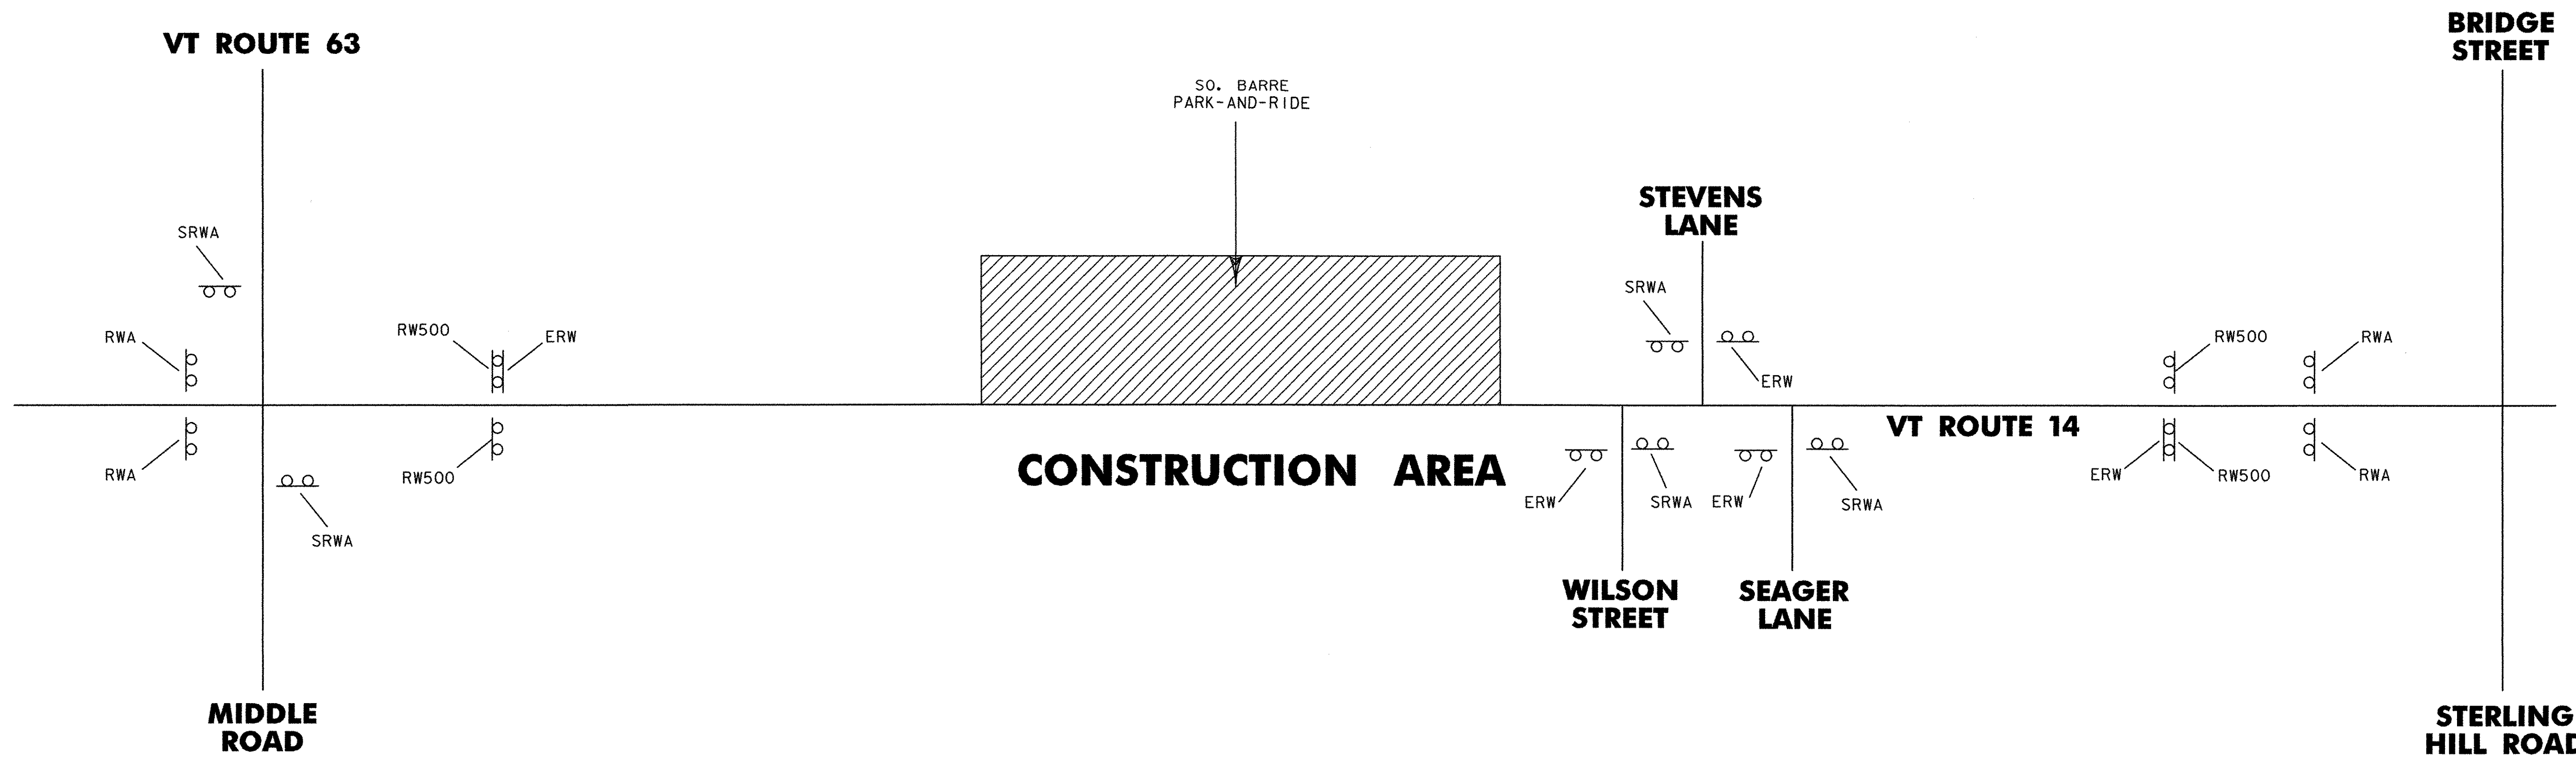 VT ROUTE 63
BRIDGE
STREET
SO. BARRE
PARK-AND-RIDE
STEVENS
LANE
SRWA
SRWA
RWA
RW500
ERW
ERW
RW500
RWA
VT ROUTE 14
CONSTRUCTION AREA
RWA
RW500
ERW
SRWA
ERW
SRWA
ERW
RW500
RWA
SRWA
WILSON
STREET
SEAGER
LANE
MIDDLE
ROAD
STERLING
HILL ROAD